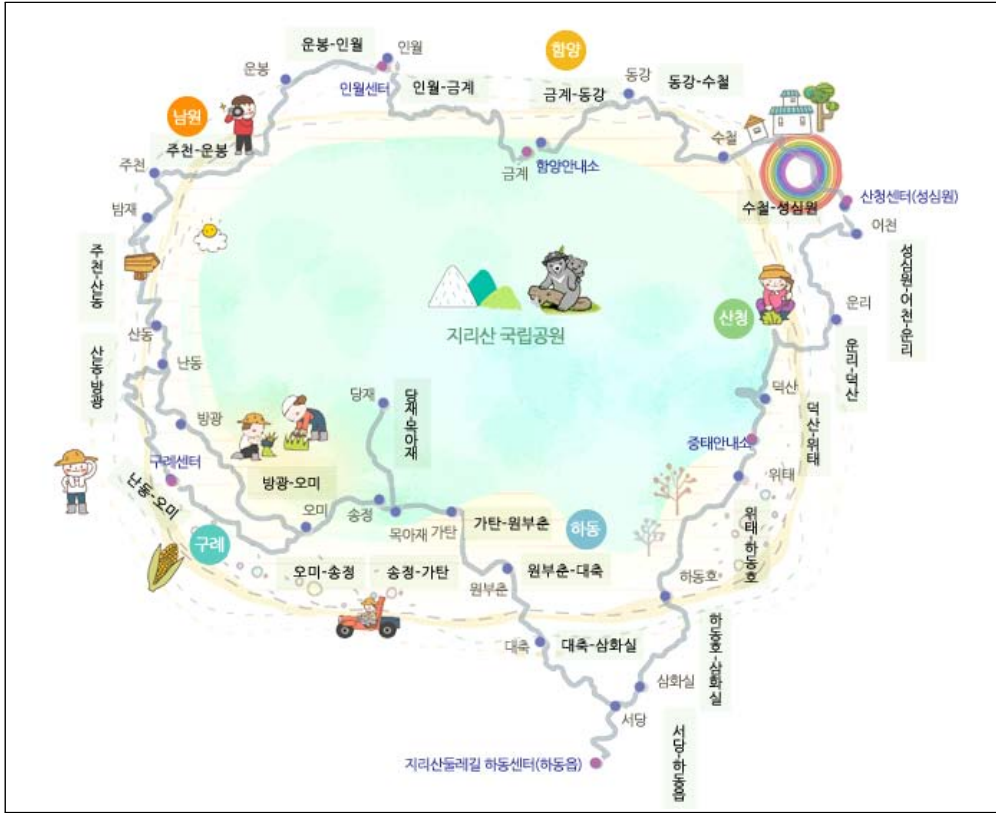 운봉-인월
인월
함양
운봉
인월센터
인월-금계
금계-동강
동강
동강-수철
남원
주천-운봉
수철
주천
금계
함양안내소
밤재
수철-성심원
산청센터(성심원)
어천
주천-산동
성심원-어천-운리
운리
산청
지리산 국립공원
산동
난동
산동-방광
운리-덕산
당재
당재-목아재
덕산
덕산-위태
방광
중태안내소
구례센터
위태
난동-오미
방광-오미
오미
송정
목아재
가탄
가탄-원부춘
하동
위태-하동호
구례
오미-송정
송정-가탄
원부춘
원부춘-대축
하동호
대축
대축-삼화실
하동호-삼화실
삼화실
서당
서당-하동읍
지리산둘레길 하동센터(하동읍)